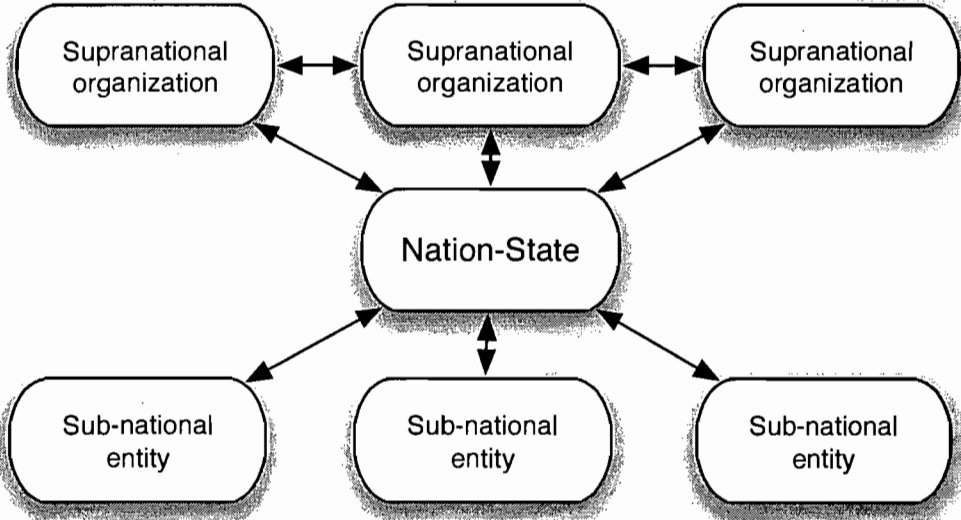 Supranational
organization
Supranational
organization
Supranational
organization
Nation-State
Sub-national
entity
Sub-national
entity
Sub-national
entity